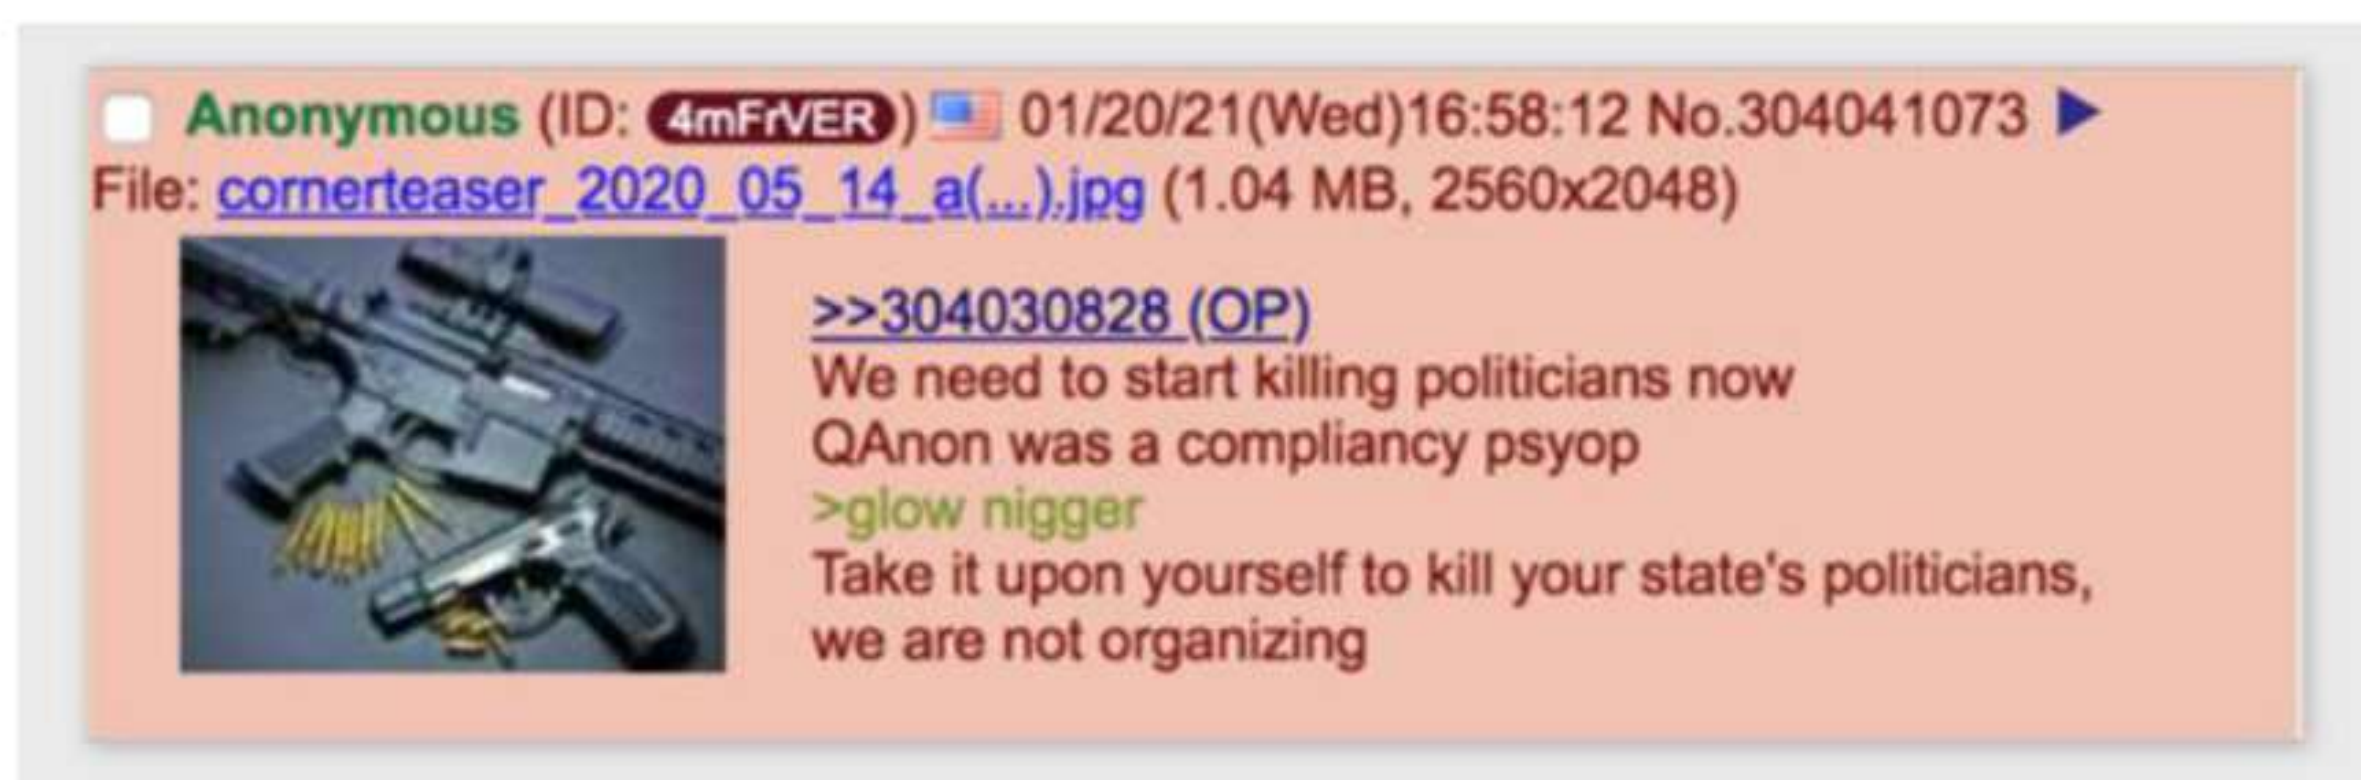 Anonymous (ID: 4mFrVER) 01/20/21(Wed)16:58:12 No.304041073 ▶
File: cornerteaser_2020_05_14_a(...).jpg (1.04 MB, 2560x2048)
>>304030828 (OP)
We need to start killing politicians now
QAnon was a compliancy psyop
>glow nigger
Take it upon yourself to kill your state's politicians,
we are not organizing